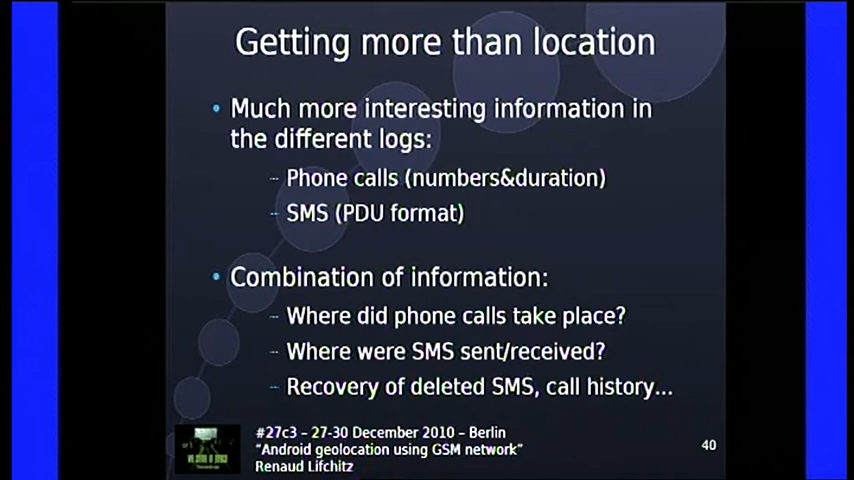 Getting more than location
• Much more interesting information in
the different logs:
– Phone calls (numbers&duration)
– SMS (PDU format)
• Combination of information:
– Where did phone calls take place?
– Where were SMS sent/received?
– Recovery of deleted SMS, call history...
#27c3 – 27-30 December 2010 – Berlin
"Android geolocation using GSM network"
Renaud Lifchitz
40